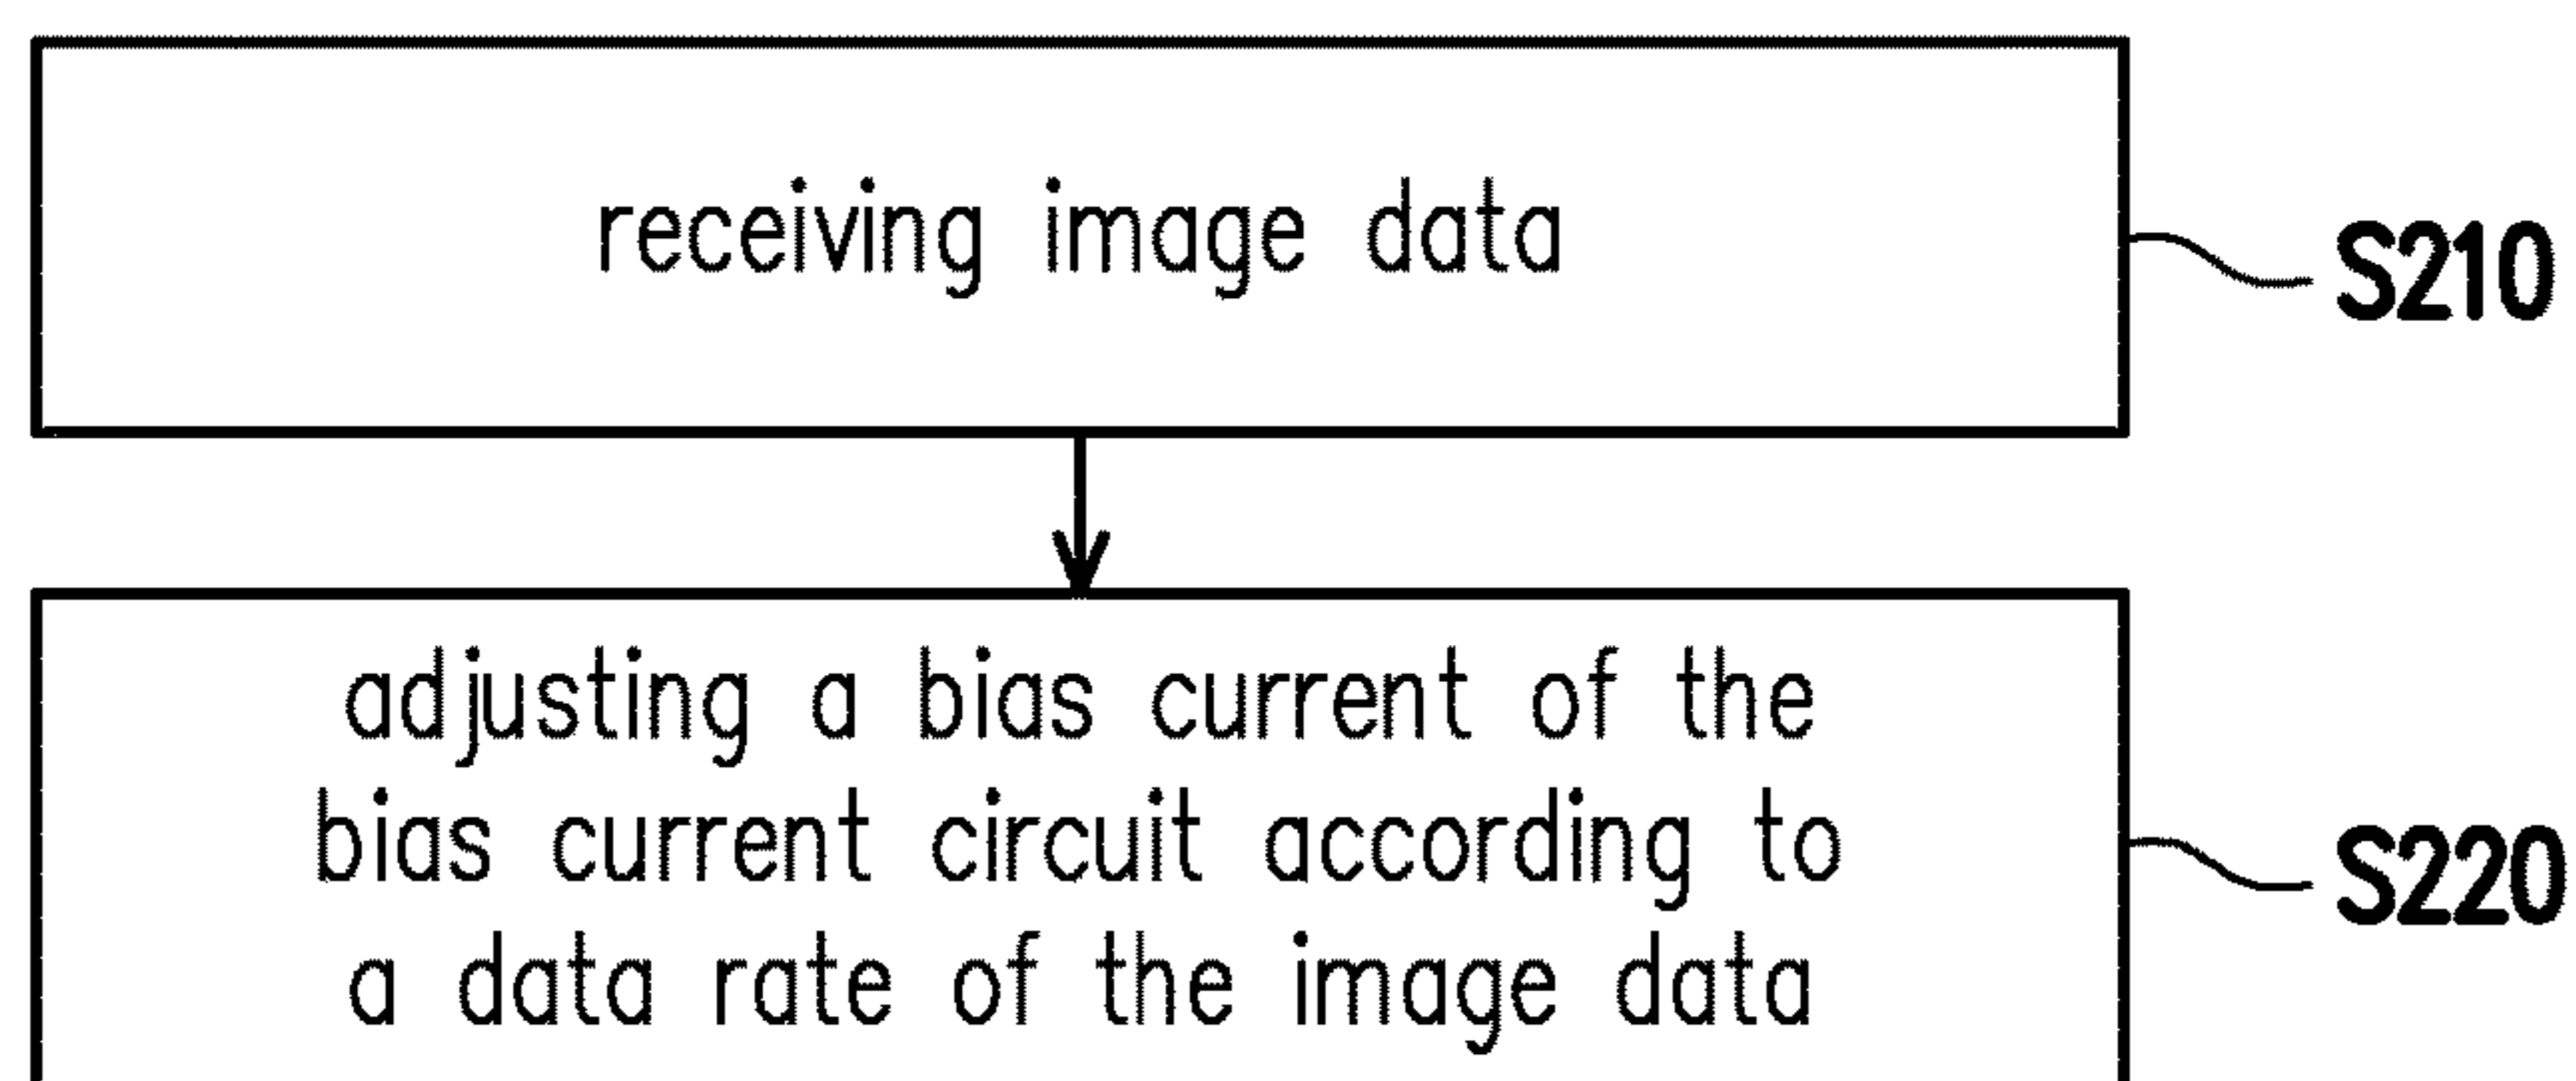 receiving image data
S210
adjusting a bias current of the
bias current circuit according to
a data rate of the image data
S220